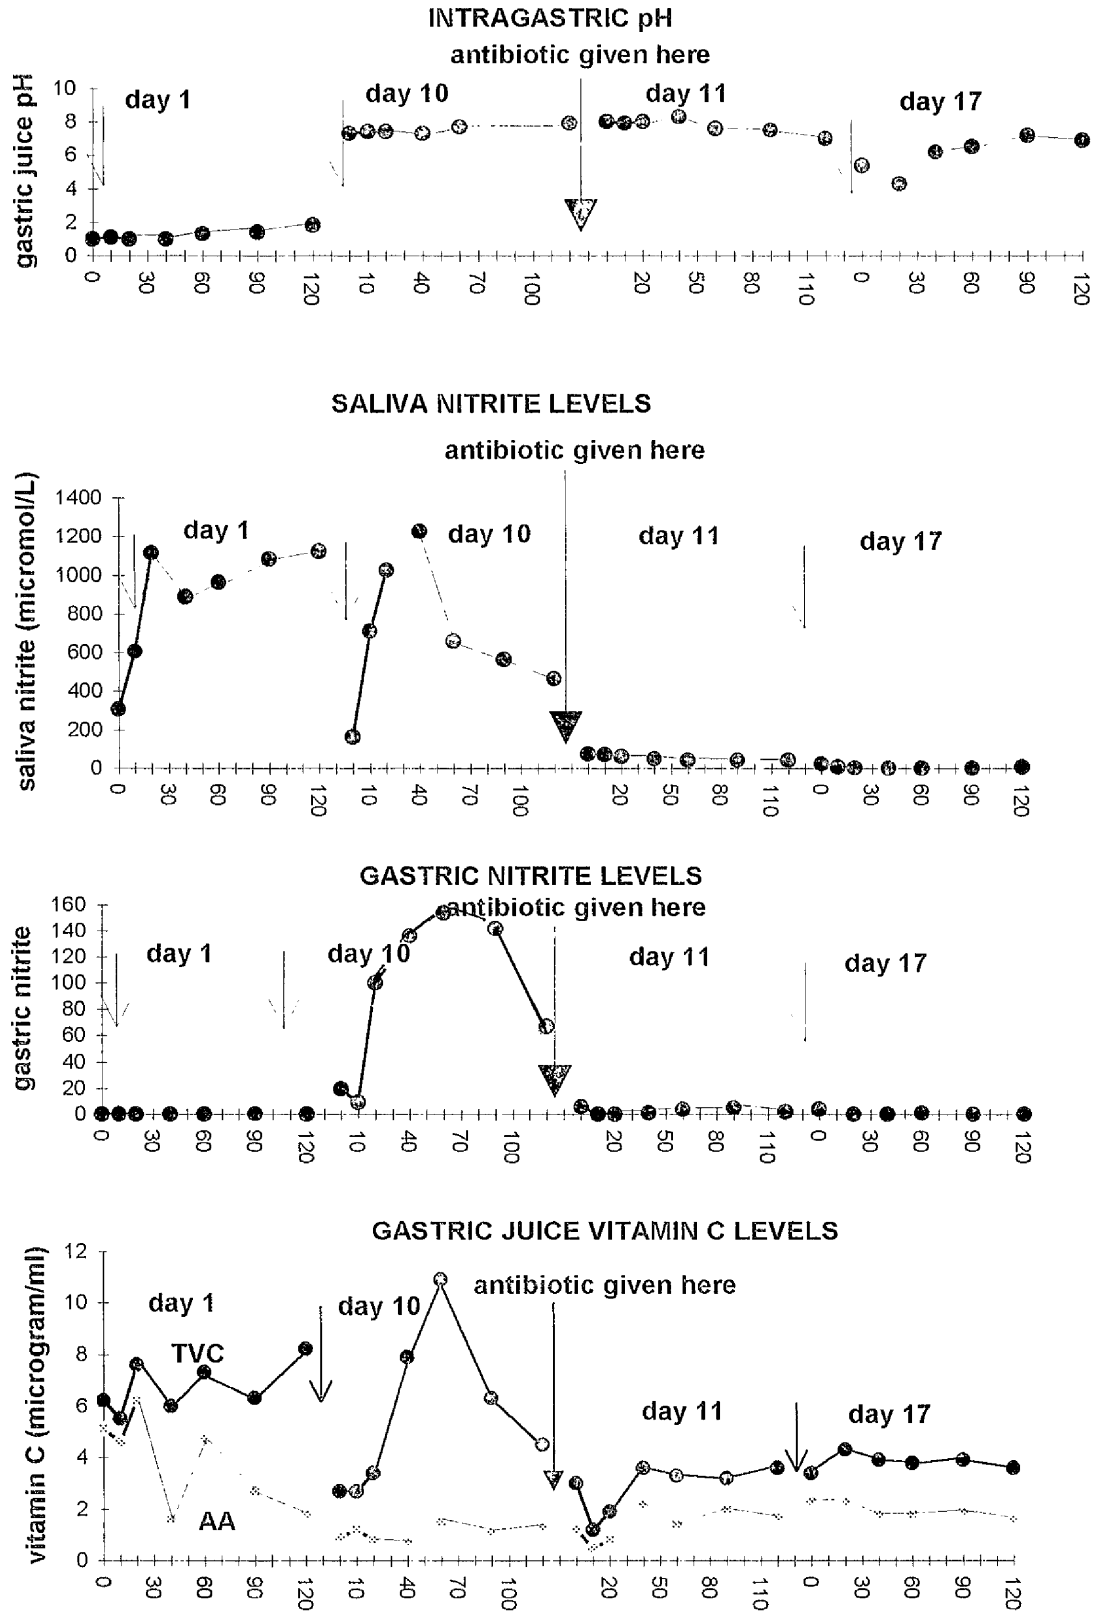 INTRAGASTRIC pH
antibiotic given here
gastric juice pH
10
8
6
4
2
0
day 1
day 10
day 11
day 17
0 30 60 90 120 10 40 70 100 20 50 80 110 0 30 60 90 120
SALIVA NITRITE LEVELS
antibiotic given here
saliva nitrite (micromol/L)
1400
1200
1000
800
600
400
200
0
day 1
day 10
day 11
day 17
0 30 60 90 120 10 40 70 100 20 50 80 110 0 30 60 90 120
GASTRIC NITRITE LEVELS
antibiotic given here
gastric nitrite
160
140
120
100
80
60
40
20
0
day 1
day 10
day 11
day 17
0 30 60 90 120 10 40 70 100 20 50 80 110 0 30 60 90 120
GASTRIC JUICE VITAMIN C LEVELS
antibiotic given here
vitamin C (microgram/ml)
12
10
8
6
4
2
0
day 1
day 10
TVC
day 11
day 17
AA
0 30 60 90 120 10 40 70 100 20 50 80 110 0 30 60 90 120